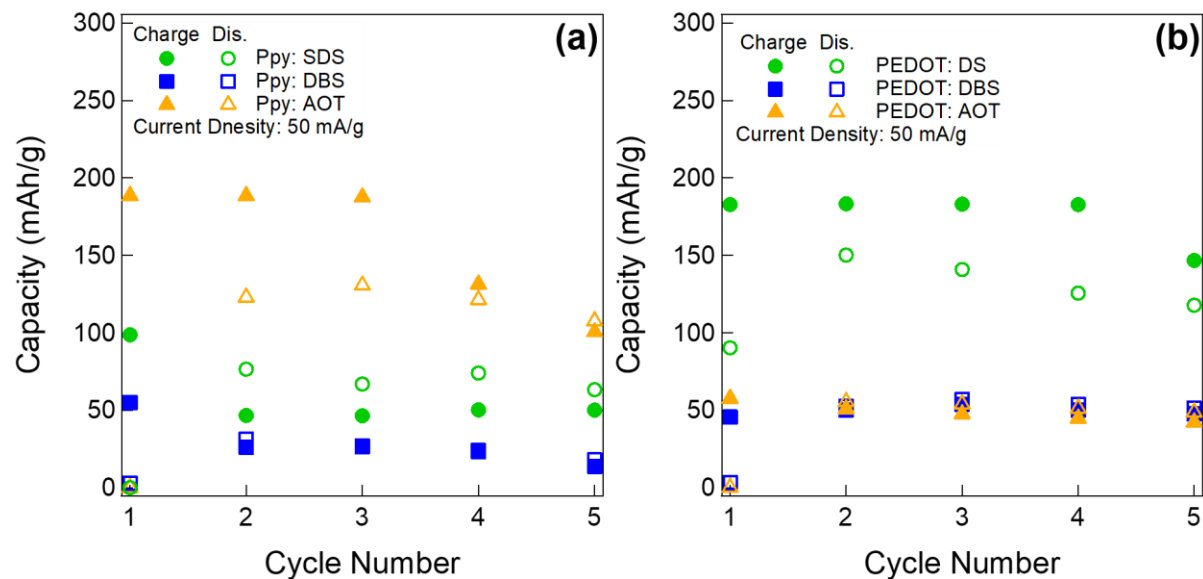 (a)
Charge Dis.
Ppy: SDS
Ppy: DBS
Ppy: AOT
Current Dnesity: 50 mA/g
300
250
200
150
100
50
0
1 2 3 4 5
Capacity (mAh/g)
Cycle Number
(b)
Charge Dis.
PEDOT: DS
PEDOT: DBS
PEDOT: AOT
Current Density: 50 mA/g
300
250
200
150
100
50
0
1 2 3 4 5
Capacity (mAh/g)
Cycle Number